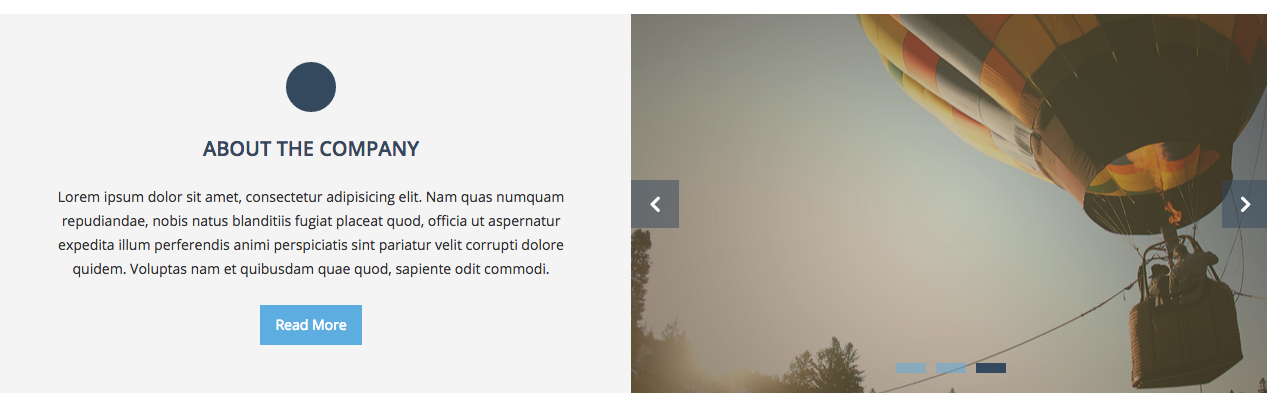 ABOUT THE COMPANY
Lorem ipsum dolor sit amet, consectetur adipisicing elit. Nam quas numquam
repudiandae, nobis natus blanditiis fugiat placeat quod, officia ut aspernatur
expedita illum perferendis animi perspiciatis sint pariatur velit corrupti dolore
quidem. Voluptas nam et quibusdam quae quod, sapiente odit commodi.
Read More